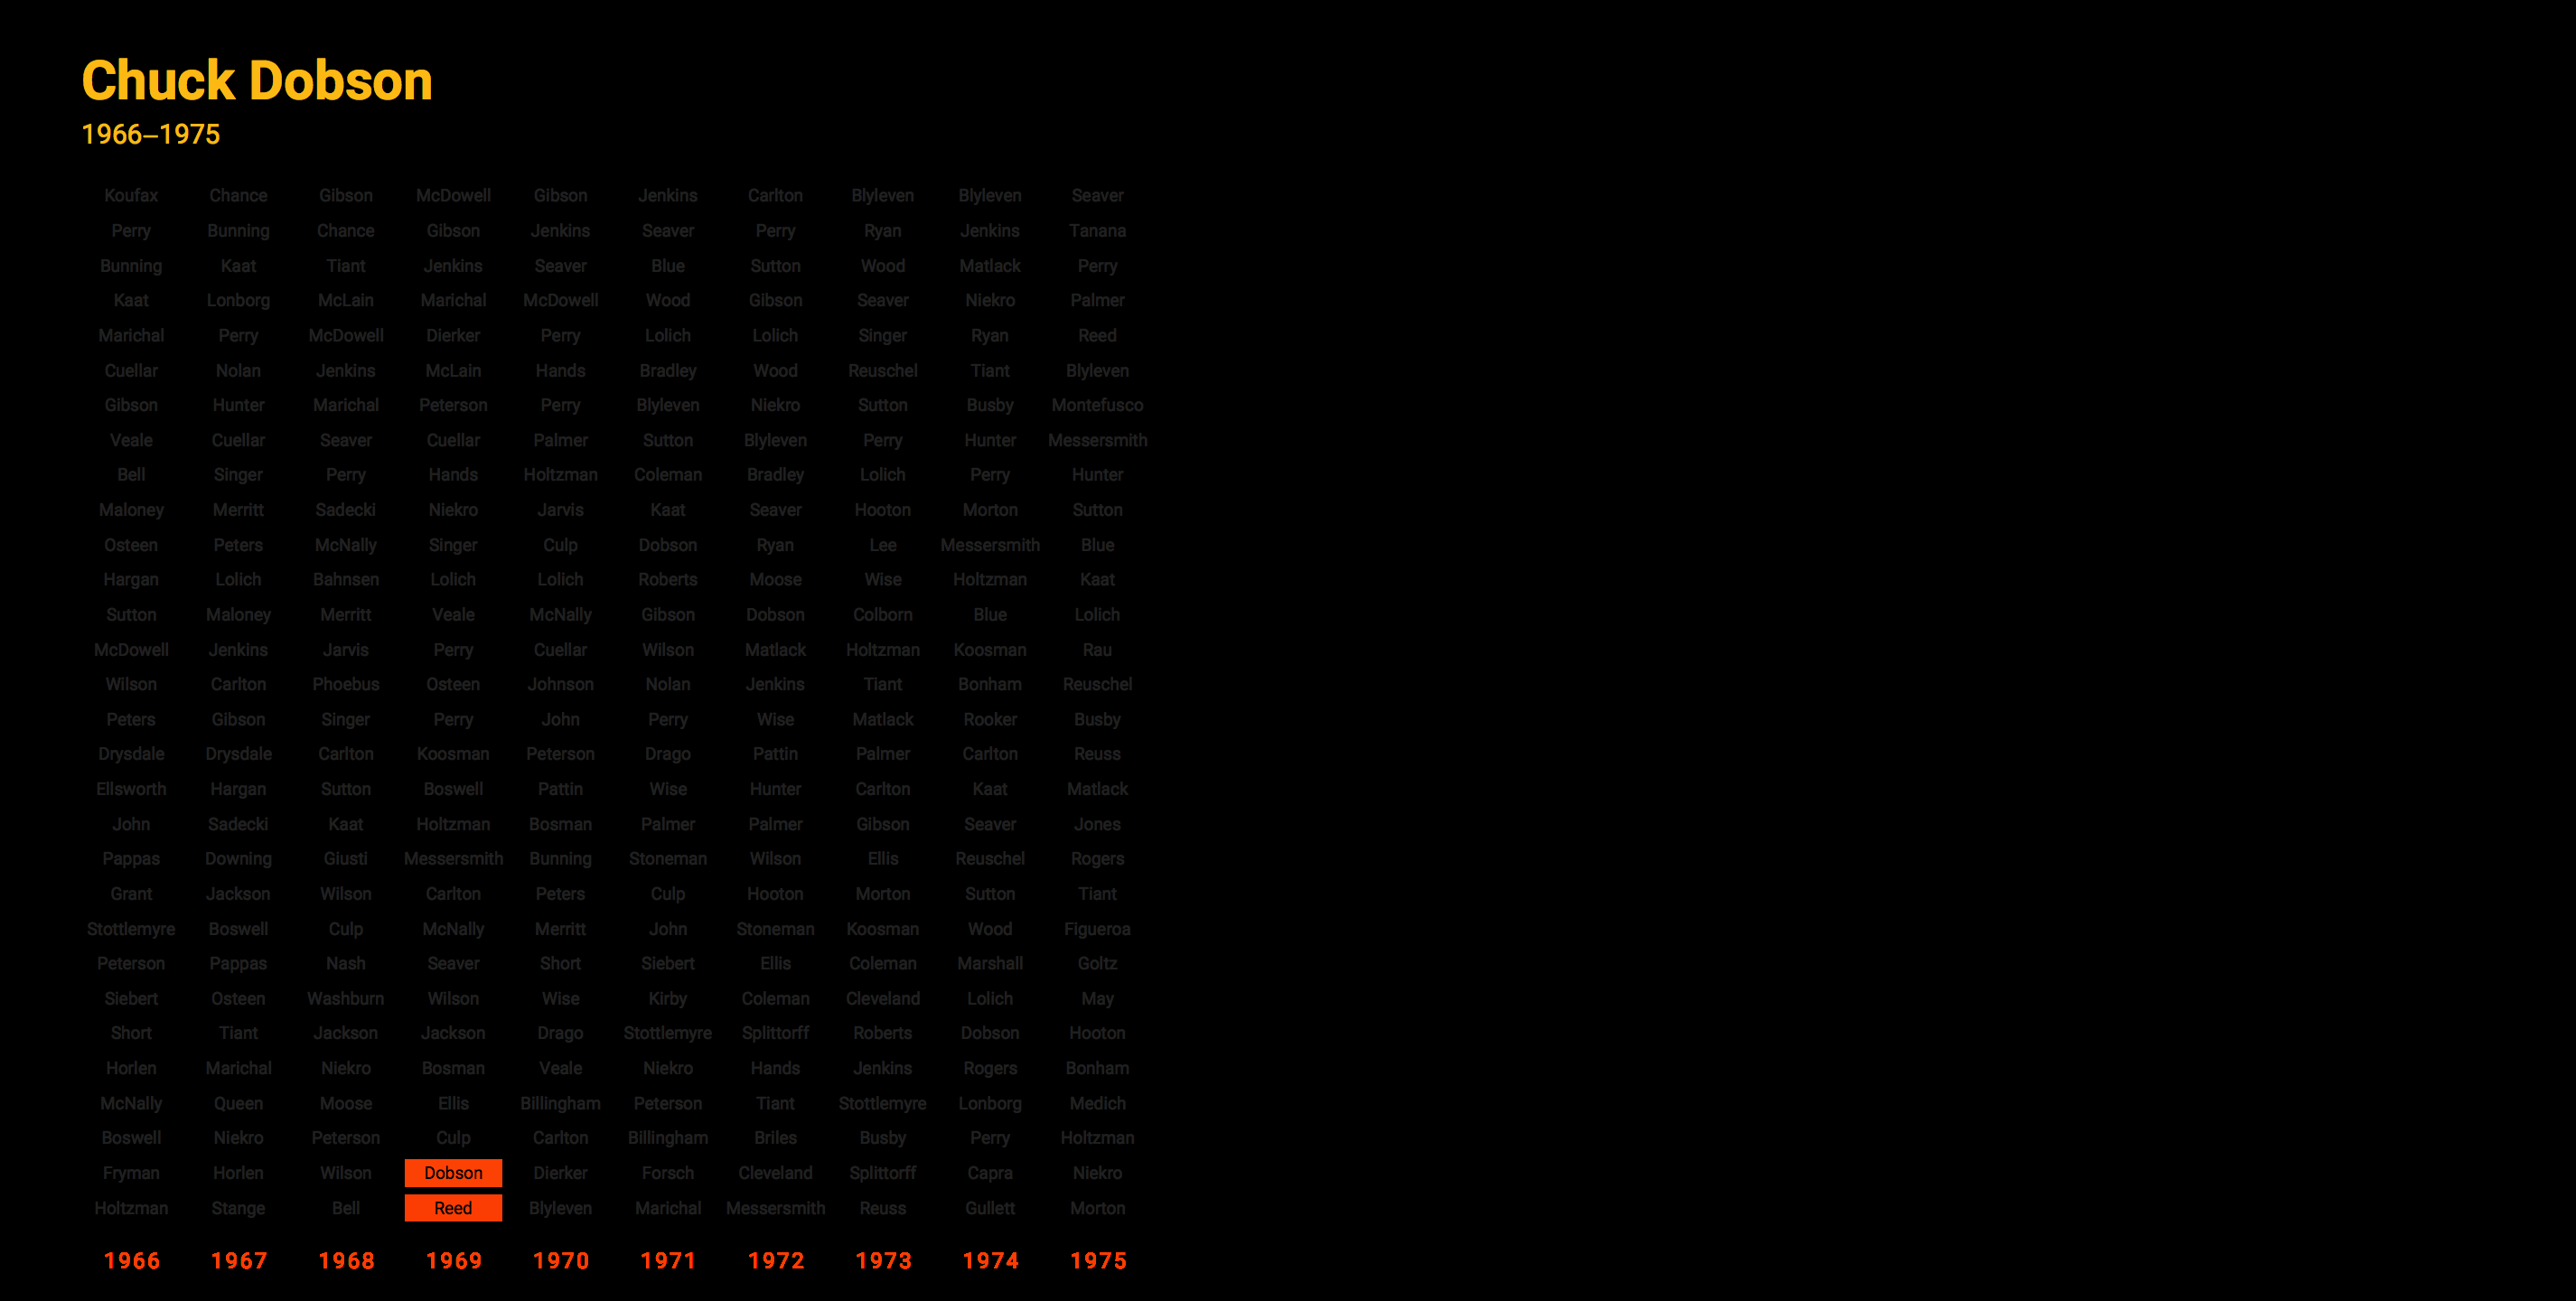 Chuck Dobson
1966–1975
Koufax Chance Gibson McDowell Gibson Jenkins Carlton Blyleven Blyleven Seaver
Perry Bunning Chance Gibson Jenkins Seaver Perry Ryan Jenkins Tanana
Bunning Kaat Tiant Jenkins Seaver Blue Sutton Wood Matlack Perry
Kaat Lonborg McLain Marichal McDowell Wood Gibson Seaver Niekro Palmer
Marichal Perry McDowell Dierker Perry Lolich Lolich Singer Ryan Reed
Cuellar Nolan Jenkins McLain Hands Bradley Wood Reuschel Tiant Blyleven
Gibson Hunter Marichal Peterson Perry Blyleven Niekro Sutton Busby Montefusco
Veale Cuellar Seaver Cuellar Palmer Sutton Blyleven Perry Hunter Messersmith
Bell Singer Perry Hands Holtzman Coleman Bradley Lolich Perry Hunter
Maloney Merritt Sadecki Niekro Jarvis Kaat Seaver Hooton Morton Sutton
Osteen Peters McNally Singer Culp Dobson Ryan Lee Messersmith Blue
Hargan Lolich Bahnsen Lolich Lolich Roberts Moose Wise Holtzman Kaat
Sutton Maloney Merritt Veale McNally Gibson Dobson Colborn Blue Lolich
McDowell Jenkins Jarvis Perry Cuellar Wilson Matlack Holtzman Koosman Rau
Wilson Carlton Phoebus Osteen Johnson Nolan Jenkins Tiant Bonham Reuschel
Peters Gibson Singer Perry John Perry Wise Matlack Rooker Busby
Drysdale Drysdale Carlton Koosman Peterson Drago Pattin Palmer Carlton Reuss
Ellsworth Hargan Sutton Boswell Pattin Wise Hunter Carlton Kaat Matlack
John Sadecki Kaat Holtzman Bosman Palmer Palmer Gibson Seaver Jones
Pappas Downing Giusti Messersmith Bunning Stoneman Wilson Ellis Reuschel Rogers
Grant Jackson Wilson Carlton Peters Culp Hooton Morton Sutton Tiant
Stottlemyre Boswell Culp McNally Merritt John Stoneman Koosman Wood Figueroa
Peterson Pappas Nash Seaver Short Siebert Ellis Coleman Marshall Goltz
Siebert Osteen Washburn Wilson Wise Kirby Coleman Cleveland Lolich May
Short Tiant Jackson Jackson Drago Stottlemyre Splittorff Roberts Dobson Hooton
Horlen Marichal Niekro Bosman Veale Niekro Hands Jenkins Rogers Bonham
McNally Queen Moose Ellis Billingham Peterson Tiant Stottlemyre Lonborg Medich
Boswell Niekro Peterson Culp Carlton Billingham Briles Busby Perry Holtzman
Fryman Horlen Wilson Dobson Dierker Forsch Cleveland Splittorff Capra Niekro
Holtzman Stange Bell Reed Blyleven Marichal Messersmith Reuss Gullett Morton
1966 1967 1968 1969 1970 1971 1972 1973 1974 1975